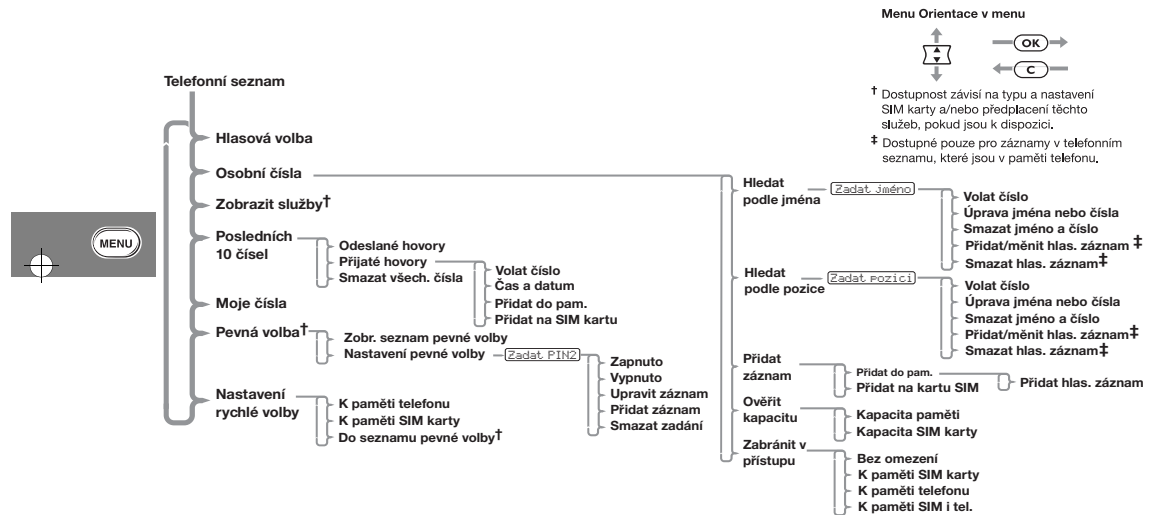 Menu Orientace v menu
OK
C
† Dostupnost závisí na typu a nastavení
SIM karty a/nebo předplacení těchto
služeb, pokud jsou k dispozici.
‡ Dostupné pouze pro záznamy v telefonním
seznamu, které jsou v paměti telefonu.
MENU
Telefonní seznam
Hlasová volba
Osobní čísla
Zobrazit služby†
Posledních
10 čísel
Odeslané hovory
Přijaté hovory
Smazat všech. čísla
Volat číslo
Čas a datum
Přidat do pam.
Přidat na SIM kartu
Moje čísla
Pevná volba†
Zobr. seznam pevné volby
Nastavení pevné volby
Zadat PIN2
Zapnuto
Vypnuto
Upravit záznam
Přidat záznam
Smazat zadání
Nastavení
rychlé volby
K paměti telefonu
K paměti SIM karty
Do seznamu pevné volby†
Hledat
podle jména
Zadat jméno
Volat číslo
Úprava jména nebo čísla
Smazat jméno a číslo
Přidat/měnit hlas. záznam ‡
Smazat hlas. záznam‡
Hledat
podle pozice
Zadat pozici
Volat číslo
Úprava jména nebo čísla
Smazat jméno a číslo
Přidat/měnit hlas. záznam‡
Smazat hlas. záznam‡
Přidat
záznam
Přidat do pam.
Přidat na kartu SIM
Přidat hlas. záznam
Ověřit
kapacitu
Kapacita paměti
Kapacita SIM karty
Zabránit v
přístupu
Bez omezení
K paměti SIM karty
K paměti telefonu
K paměti SIM i tel.